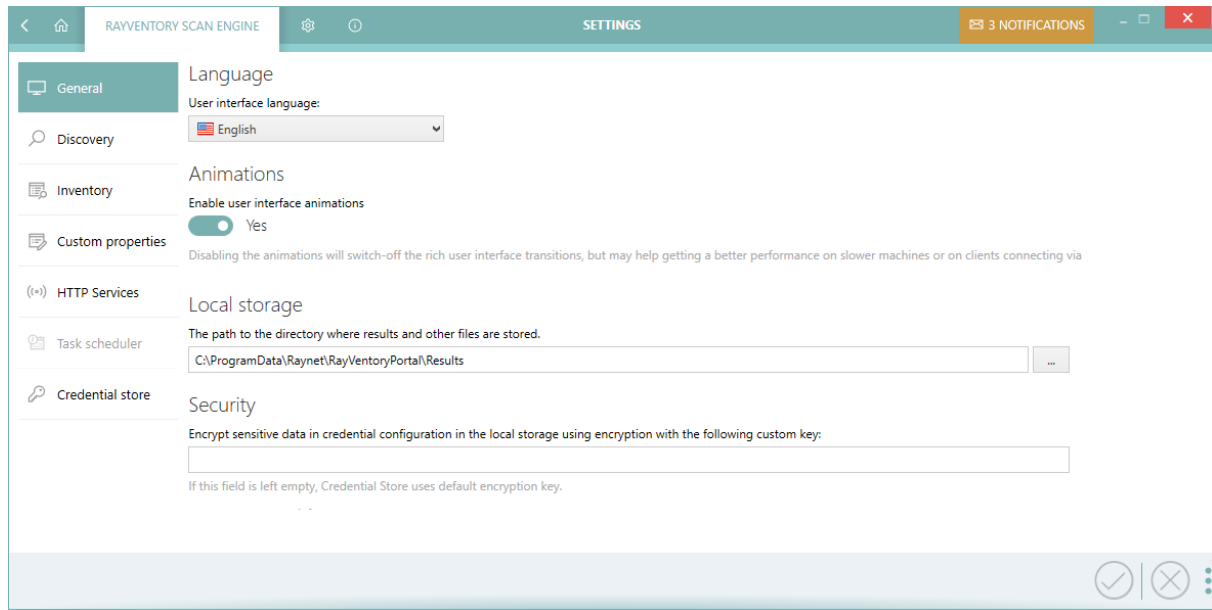 RAYVENTORY SCAN ENGINE
SETTINGS
3 NOTIFICATIONS
General
Discovery
Inventory
Custom properties
HTTP Services
Task scheduler
Credential store
Language
User interface language:
English
Animations
Enable user interface animations
Yes
Disabling the animations will switch-off the rich user interface transitions, but may help getting a better performance on slower machines or on clients connecting via
Local storage
The path to the directory where results and other files are stored.
C:\ProgramData\Raynet\RayVentoryPortal\Results
...
Security
Encrypt sensitive data in credential configuration in the local storage using encryption with the following custom key:
If this field is left empty, Credential Store uses default encryption key.